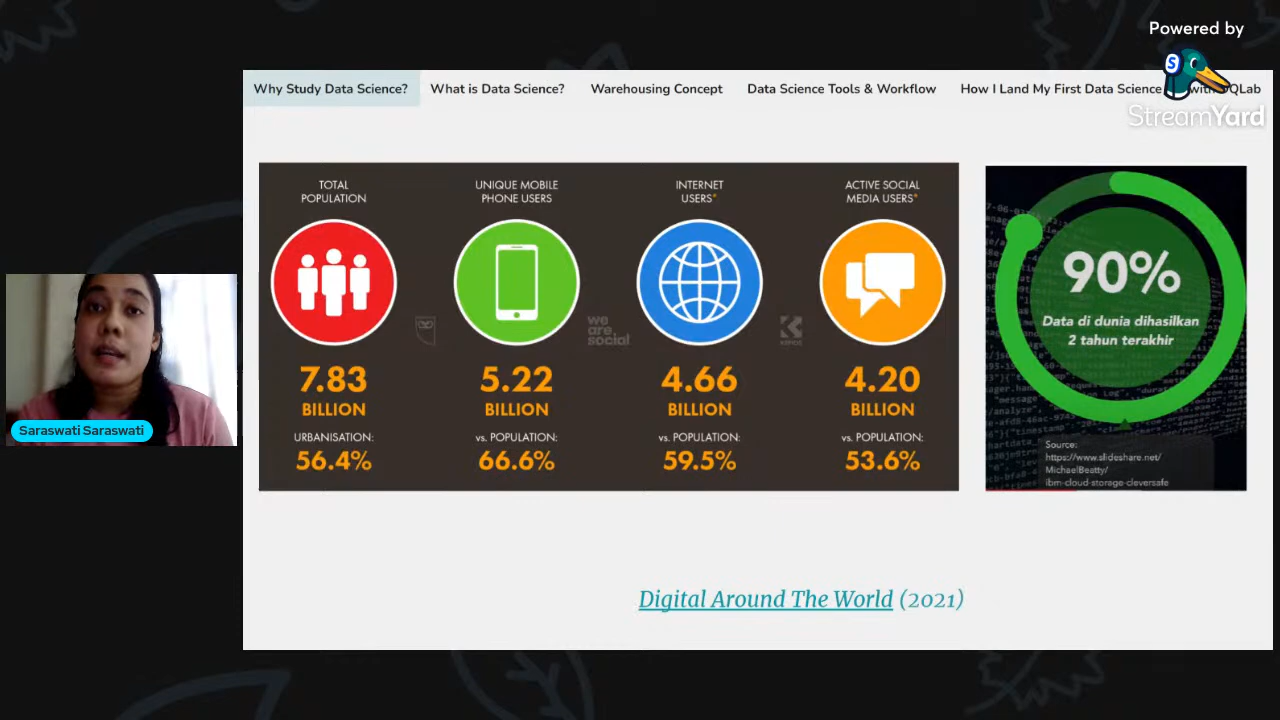 Powered by
StreamYard
Why Study Data Science?
What is Data Science?
Warehousing Concept
Data Science Tools & Workflow
How I Land My First Data Science
with
QLab
TOTAL
POPULATION
7.83
BILLION
URBANISATION:
56.4%
UNIQUE MOBILE
PHONE USERS
5.22
BILLION
vs. POPULATION:
66.6%
INTERNET
USERS*
4.66
BILLION
vs. POPULATION:
59.5%
ACTIVE SOCIAL
MEDIA USERS*
4.20
BILLION
vs. POPULATION:
53.6%
we
are
social
90%
Data di dunia dihasilkan
2 tahun terakhir
Source:
https://www.slideshare.net/
MichaelBeatty/
ibm-cloud-storage-cleversafe
Saraswati Saraswati
Digital Around The World (2021)